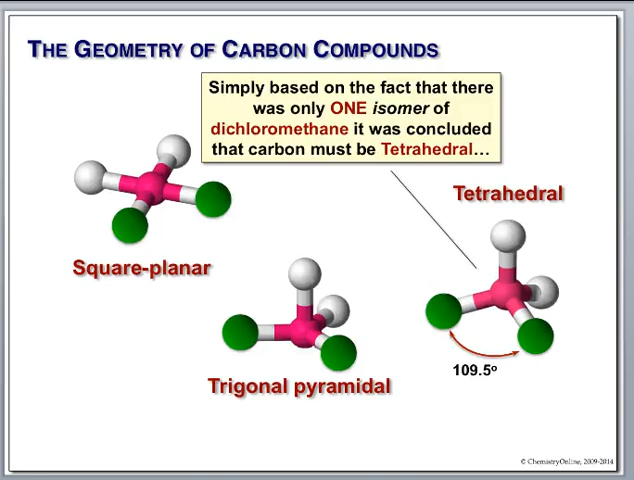 THE GEOMETRY OF CARBON COMPOUNDS
Simply based on the fact that there
was only ONE isomer of
dichloromethane it was concluded
that carbon must be Tetrahedral...
Tetrahedral
Square-planar
Trigonal pyramidal
109.5°
© ChemistryOnline, 2009-2014